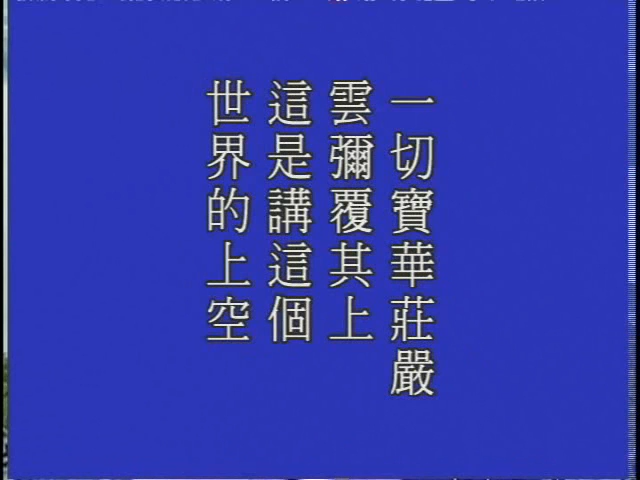 一切寶華莊嚴
雲彌覆其上
這是講這個
世界的上空